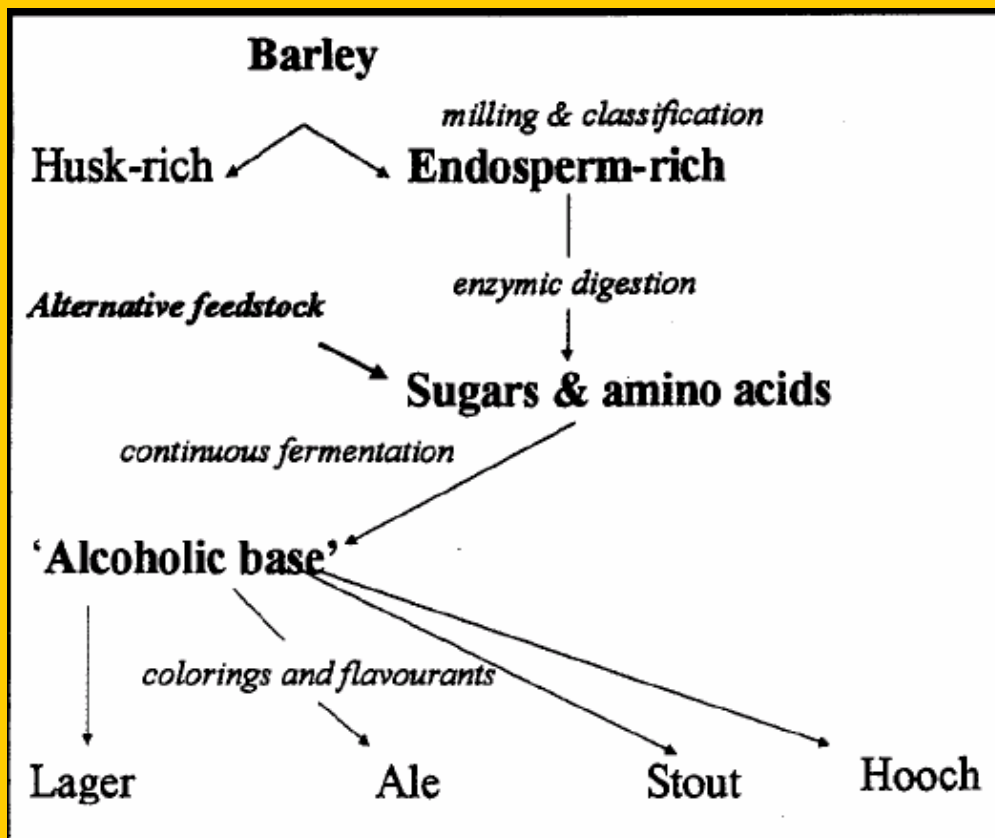 Barley
milling & classification
Husk-rich
Endosperm-rich
enzymic digestion
Alternative feedstock
Sugars & amino acids
continuous fermentation
‘Alcoholic base’
colorings and flavourants
Lager
Ale
Stout
Hooch